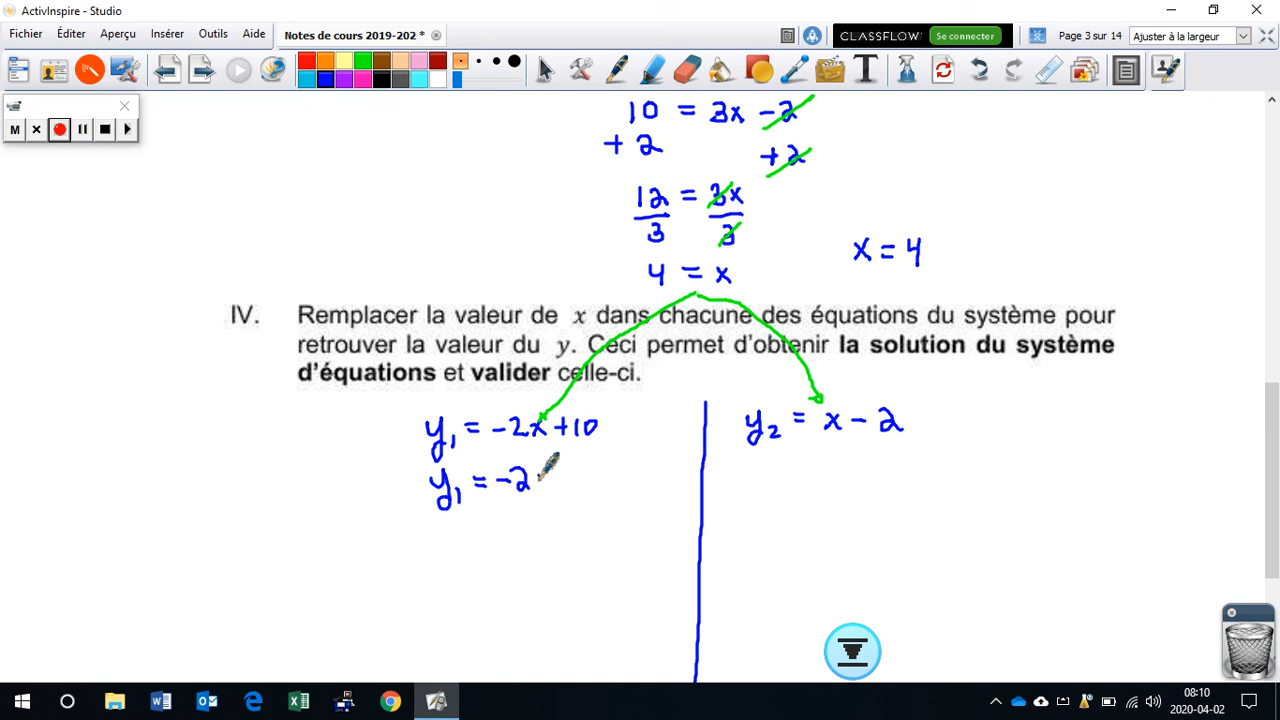 ActivInspire - Studio
Fichier Éditer Aperçu Insérer Outils Aide Notes de cours 2019-202 * CLASSFLOW Se connecter Page 3 sur 14 Ajuster à la largeur
M
10 = 3x - 2
+ 2 + 2
12 = 3x
3 3
4 = x
x = 4
IV. Remplacer la valeur de x dans chacune des équations du système pour
retrouver la valeur du y. Ceci permet d'obtenir la solution du système
d'équations et valider celle-ci.
y₁ = -2x + 10
y₁ = -2
y₂ = x - 2
08:10
2020-04-02